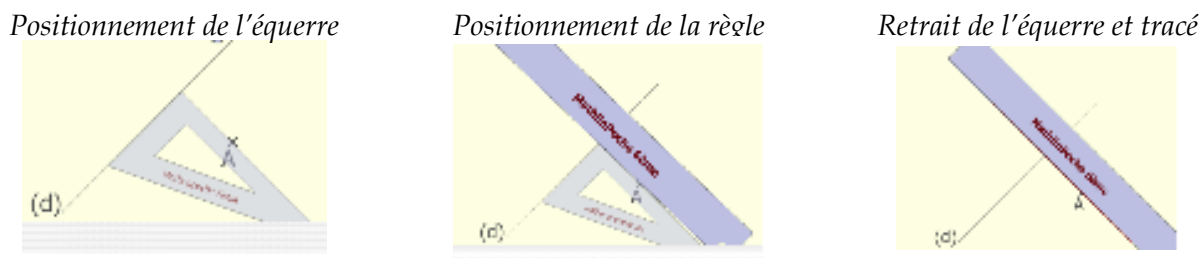 Positionnement de l'équerre
Positionnement de la règle
Retrait de l'équerre et tracé
A
(d)
A
(d)
A
(d)